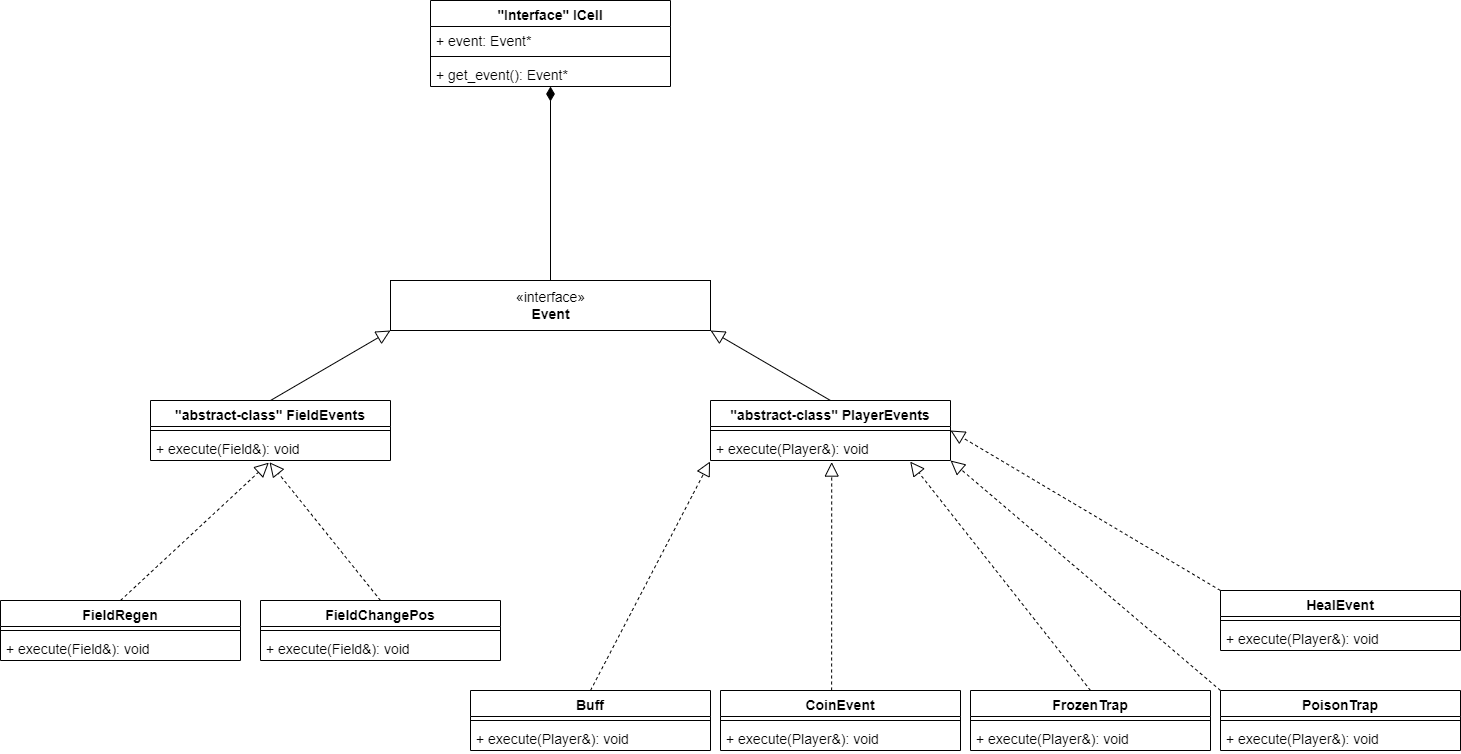 "Interface" ICell
+ event: Event*
+ get_event(): Event*
«interface»
Event
"abstract-class" FieldEvents
+ execute(Field&): void
"abstract-class" PlayerEvents
+ execute(Player&): void
FieldRegen
+ execute(Field&): void
FieldChangePos
+ execute(Field&): void
HealEvent
+ execute(Player&): void
Buff
+ execute(Player&): void
CoinEvent
+ execute(Player&): void
FrozenTrap
+ execute(Player&): void
PoisonTrap
+ execute(Player&): void